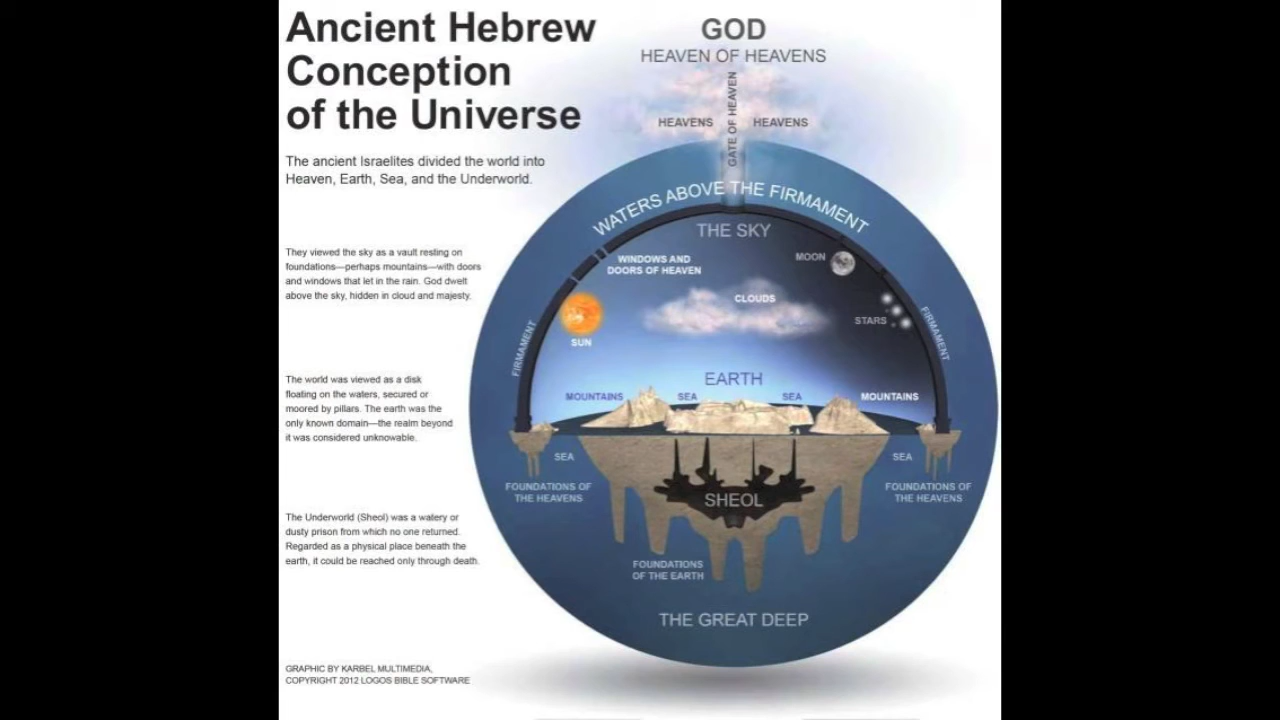 Ancient Hebrew
Conception
of the Universe
The ancient Israelites divided the world into
Heaven, Earth, Sea, and the Underworld.
They viewed the sky as a vault resting on
foundations—perhaps mountains—with doors
and windows that let in the rain. God dwelt
above the sky, hidden in cloud and majesty.
The world was viewed as a disk
floating on the waters, secured or
moored by pillars. The earth was the
only known domain—the realm beyond
it was considered unknowable.
The Underworld (Sheol) was a watery or
dusty prison from which no one returned.
Regarded as a physical place beneath the
earth, it could be reached only through death.
GRAPHIC BY KARBEL MULTIMEDIA,
COPYRIGHT 2012 LOGOS BIBLE SOFTWARE
GOD
HEAVEN OF HEAVENS
GATE OF HEAVEN
HEAVENS
HEAVENS
WATERS ABOVE THE FIRMAMENT
THE SKY
WINDOWS AND
DOORS OF HEAVEN
MOON
CLOUDS
STARS
SUN
FIRMAMENT
FIRMAMENT
EARTH
MOUNTAINS
SEA
SEA
MOUNTAINS
SEA
SEA
FOUNDATIONS OF
THE HEAVENS
FOUNDATIONS OF
THE HEAVENS
SHEOL
FOUNDATIONS
OF THE EARTH
THE GREAT DEEP